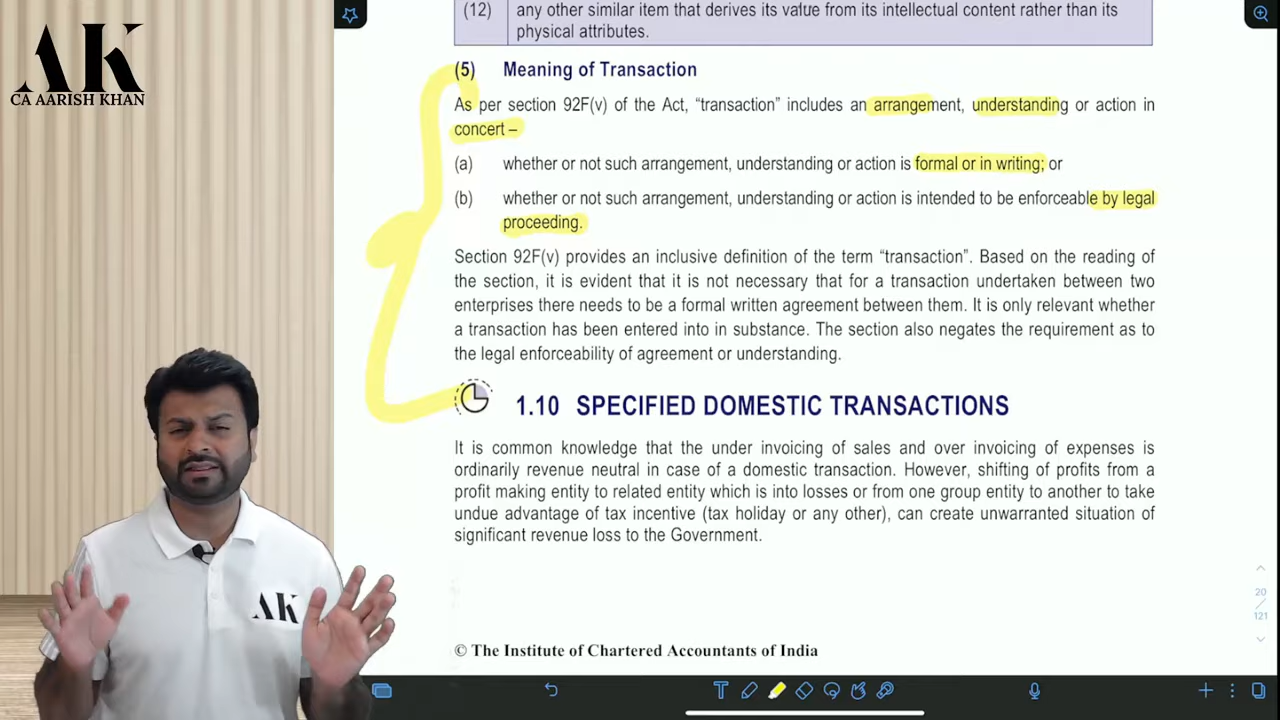 AK
CA AARISH KHAN
(12) any other similar item that derives its value from its intellectual content rather than its
physical attributes.
(5) Meaning of Transaction
As per section 92F(v) of the Act, “transaction” includes an arrangement, understanding or action in
concert –
(a) whether or not such arrangement, understanding or action is formal or in writing; or
(b) whether or not such arrangement, understanding or action is intended to be enforceable by legal
proceeding.
Section 92F(v) provides an inclusive definition of the term “transaction”. Based on the reading of
the section, it is evident that it is not necessary that for a transaction undertaken between two
enterprises there needs to be a formal written agreement between them. It is only relevant whether
a transaction has been entered into in substance. The section also negates the requirement as to
the legal enforceability of agreement or understanding.
1.10 SPECIFIED DOMESTIC TRANSACTIONS
It is common knowledge that the under invoicing of sales and over invoicing of expenses is
ordinarily revenue neutral in case of a domestic transaction. However, shifting of profits from a
profit making entity to related entity which is into losses or from one group entity to another to take
undue advantage of tax incentive (tax holiday or any other), can create unwarranted situation of
significant revenue loss to the Government.
© The Institute of Chartered Accountants of India
AK
20
/
121
T